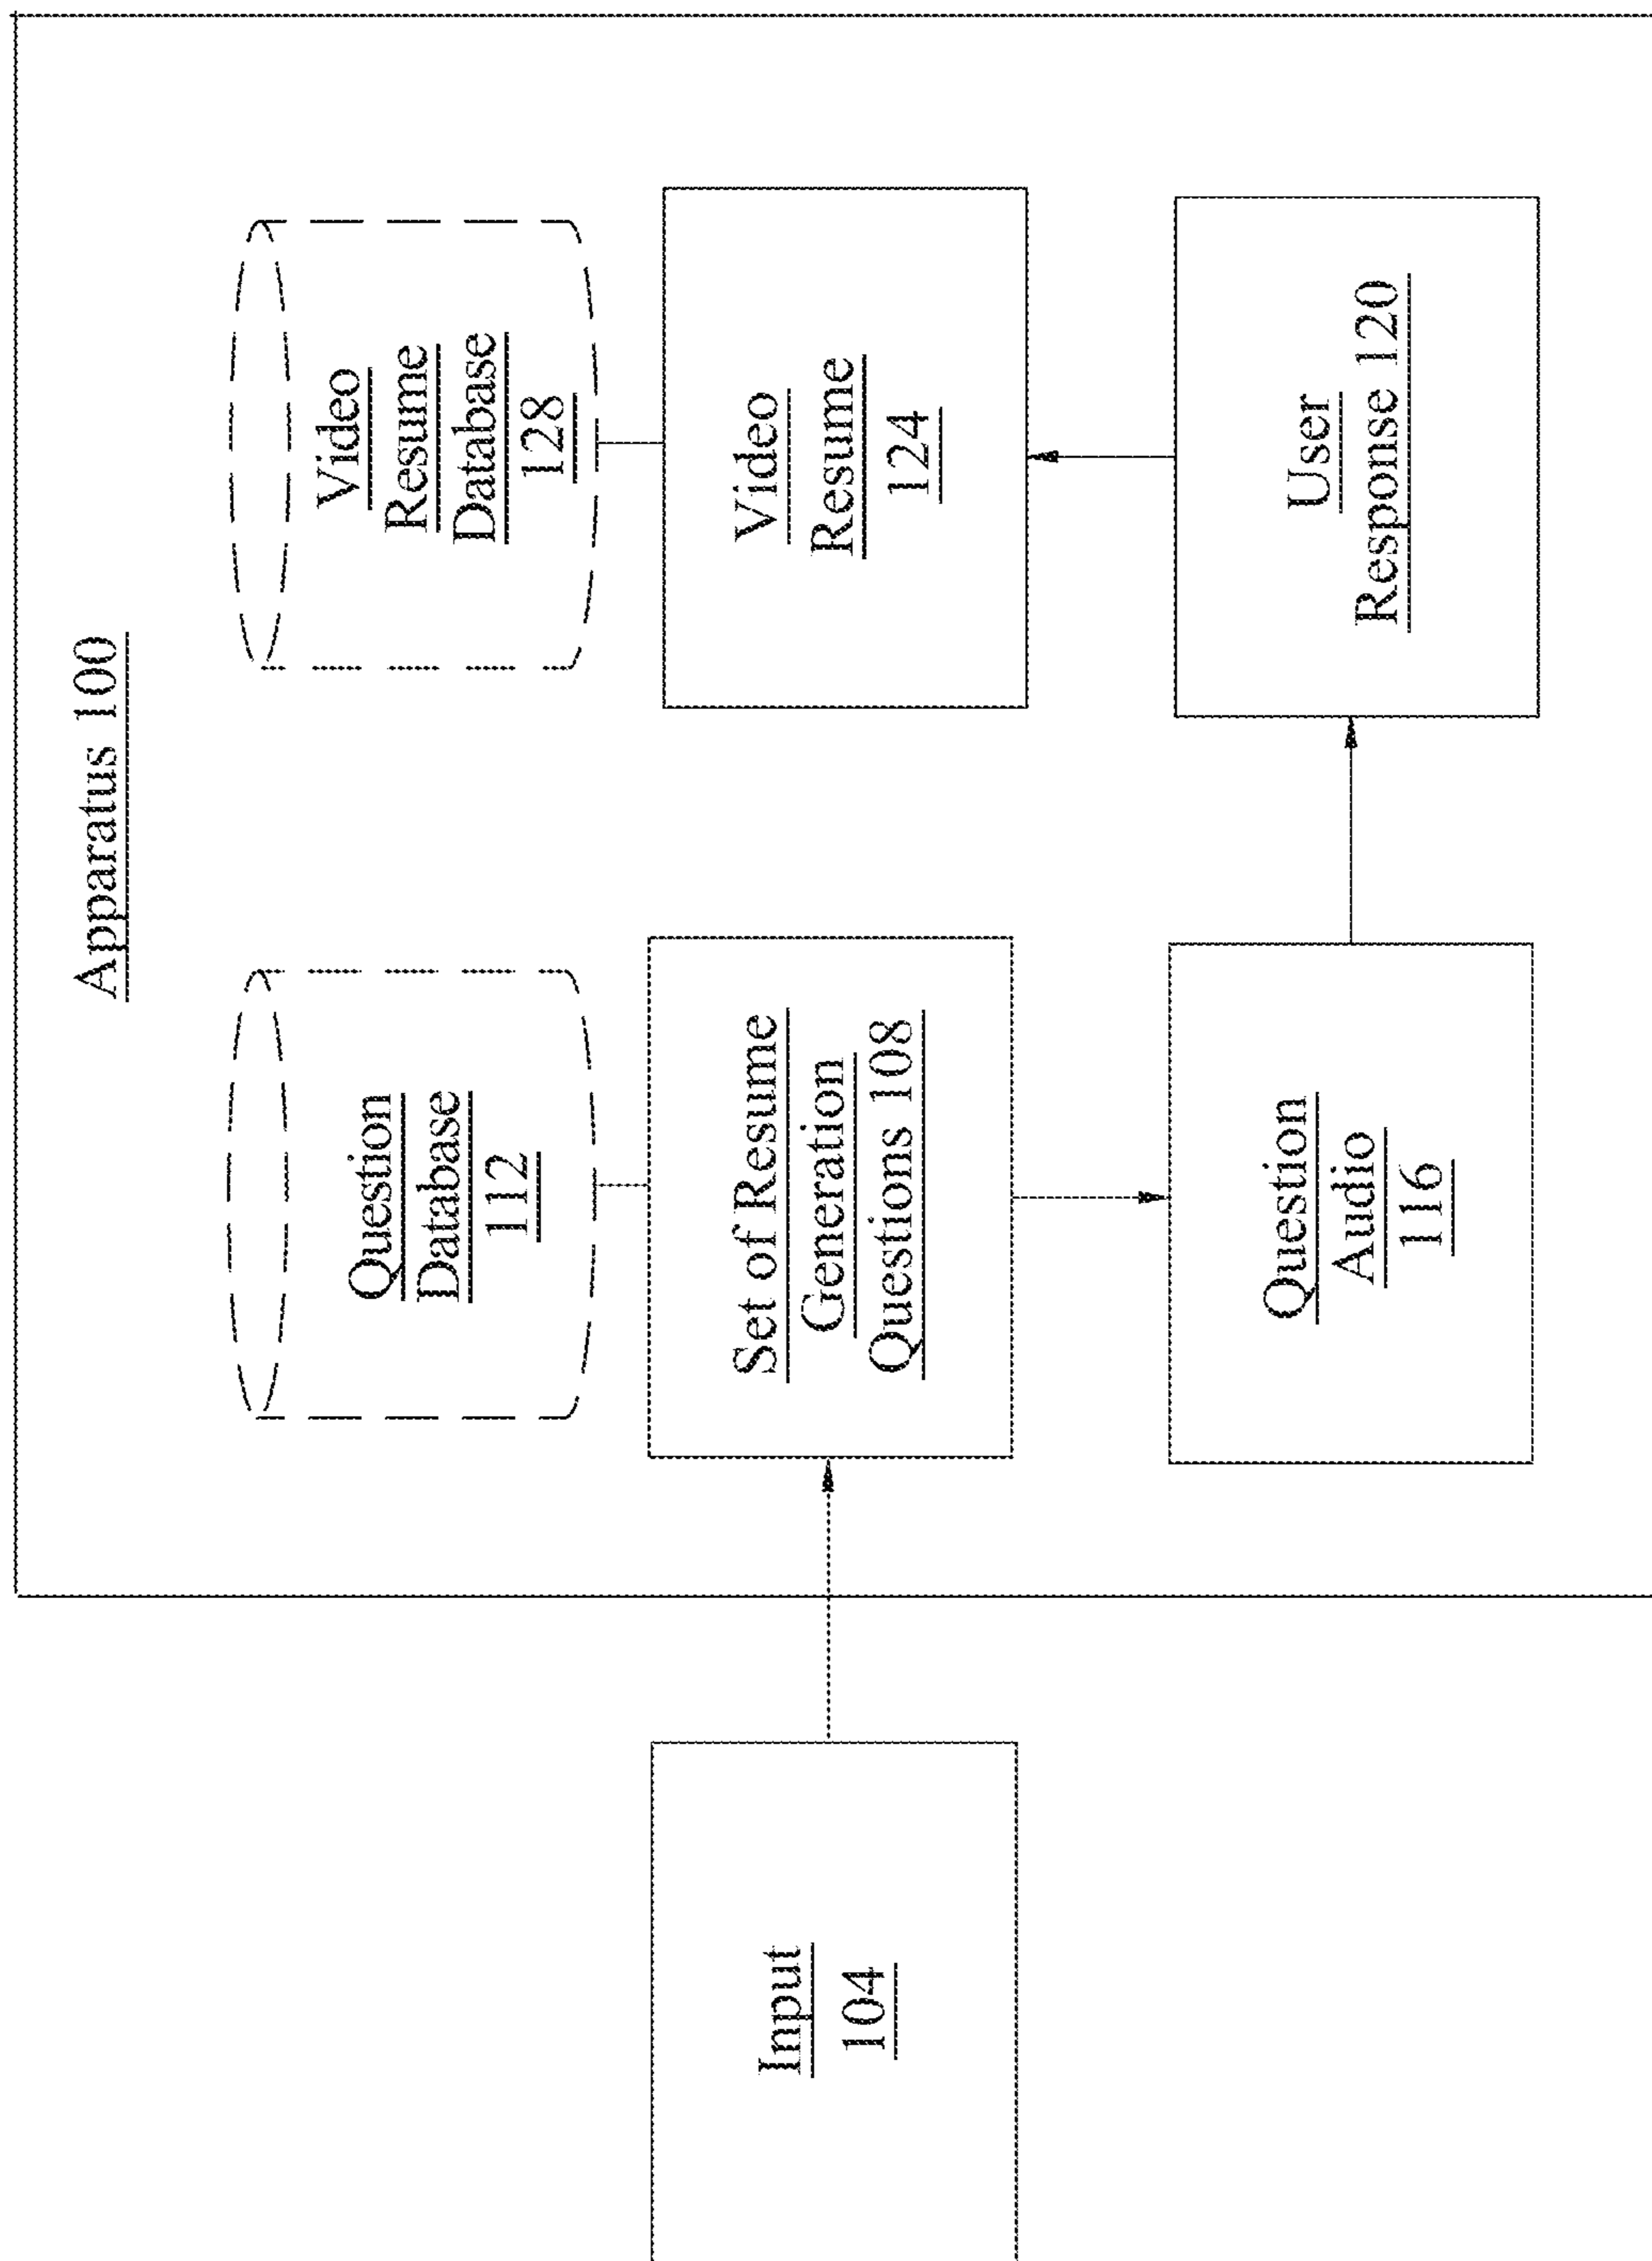 Apparatus 100
Question
Database
112
Video
Resume
Database
128
Input
104
Set of Resume
Generation
Questions 108
Video
Resume
124
Question
Audio
116
User
Response 120